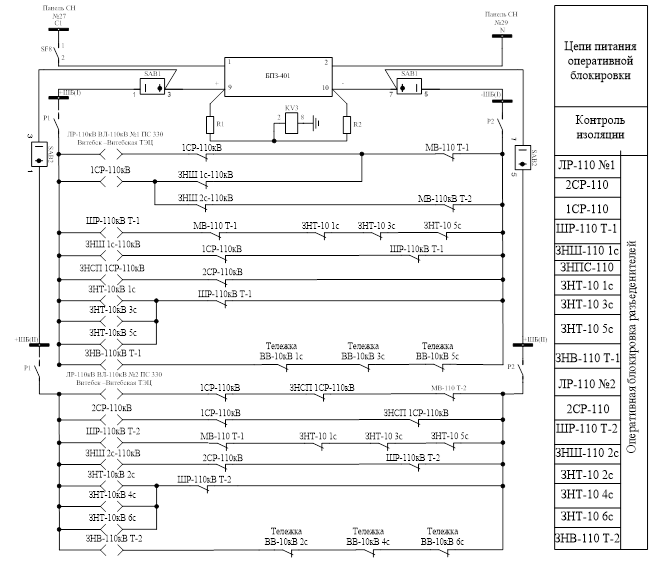 Панель СН
№27
C1
Панель СН
№29
N
SF8
1
2
SAB1
1
3
БПЗ-401
1
2
9
10
SAB1
7
5
+ШБ(I)
-ШБ(I)
P1
P2
R1
KV3
2
8
R2
3
SAB2
1
7
SAB2
5
ЛР-110кВ ВЛ-110кВ №1 ПС 330
Витебск -Витебская ТЭЦ
1СР-110кВ
МВ-110 Т-1
1СР-110кВ
ЗНШ 1с-110кВ
ЗНШ 2с-110кВ
МВ-110кВ Т-2
ШР-110кВ Т-1
МВ-110 Т-1
ЗНТ-10 1с
ЗНТ-10 3с
ЗНТ-10 5с
ЗНШ 1с-110кВ
1СР-110кВ
ШР-110кВ Т-1
ЗНСП 1СР-110кВ
2СР-110кВ
ЗНТ-10кВ 1с
ШР-110кВ Т-1
ЗНТ-10кВ 3с
ЗНТ-10кВ 5с
+ШБ(II)
-ШБ(II)
ЗНВ-110кВ Т-1
Тележка
ВВ-10кВ 1с
Тележка
ВВ-10кВ 3с
Тележка
ВВ-10кВ 5с
P1
P2
ЛР-110кВ ВЛ-110кВ №2 ПС 330
Витебск -Витебская ТЭЦ
1СР-110кВ
ЗНСП 1СР-110кВ
МВ-110кВ Т-2
2СР-110кВ
1СР-110кВ
ЗНСП 1СР-110кВ
ШР-110кВ Т-2
МВ-110 Т-1
ЗНТ-10 1с
ЗНТ-10 3с
ЗНТ-10 5с
ЗНШ 2с-110кВ
2СР-110кВ
ШР-110кВ Т-2
ЗНТ-10кВ 2с
ШР-110кВ Т-2
ЗНТ-10кВ 4с
ЗНТ-10кВ 6с
ЗНВ-110кВ Т-2
Тележка
ВВ-10кВ 2с
Тележка
ВВ-10кВ 4с
Тележка
ВВ-10кВ 6с
Цепи питания
оперативной
блокировки
Контроль
изоляции
ЛР-110 №1
2СР-110
1СР-110
ШР-110 Т-1
ЗНШ-110 1с
ЗНПС-110
ЗНТ-10 1с
ЗНТ-10 3с
ЗНТ-10 5с
ЗНВ-110 Т-1
ЛР-110 №2
2СР-110
ШР-110 Т-2
ЗНШ-110 2с
ЗНТ-10 2с
ЗНТ-10 4с
ЗНТ-10 6с
ЗНВ-110 Т-2
Оперативная блокировка разъеденителей